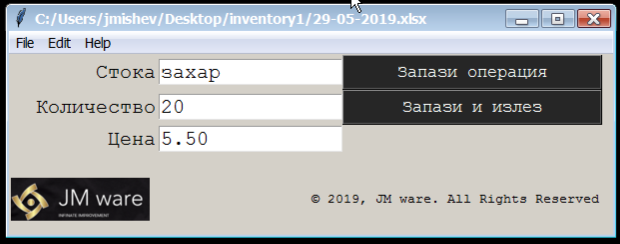 C:/Users/jmishev/Desktop/inventory1/29-05-2019.xlsx
File Edit Help
Стока захар Запази операция
Количество 20 Запази и излез
Цена 5.50
JM ware
INFINITE IMPROVEMENT
© 2019, JM ware. All Rights Reserved